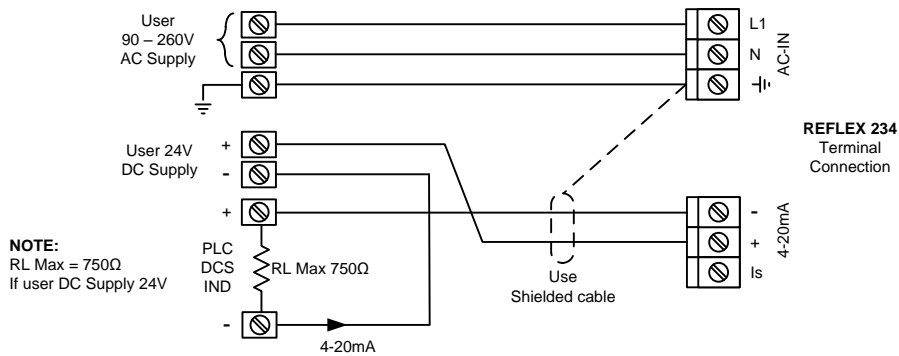 User
90 – 260V
AC Supply
L1
N
AC-IN
REFLEX 234
Terminal
Connection
User 24V
DC Supply
+
-
+
PLC
DCS
IND
RL Max 750Ω
-
4-20mA
NOTE:
RL Max = 750Ω
If user DC Supply 24V
Use
Shielded cable
-
+
Is
4-20mA